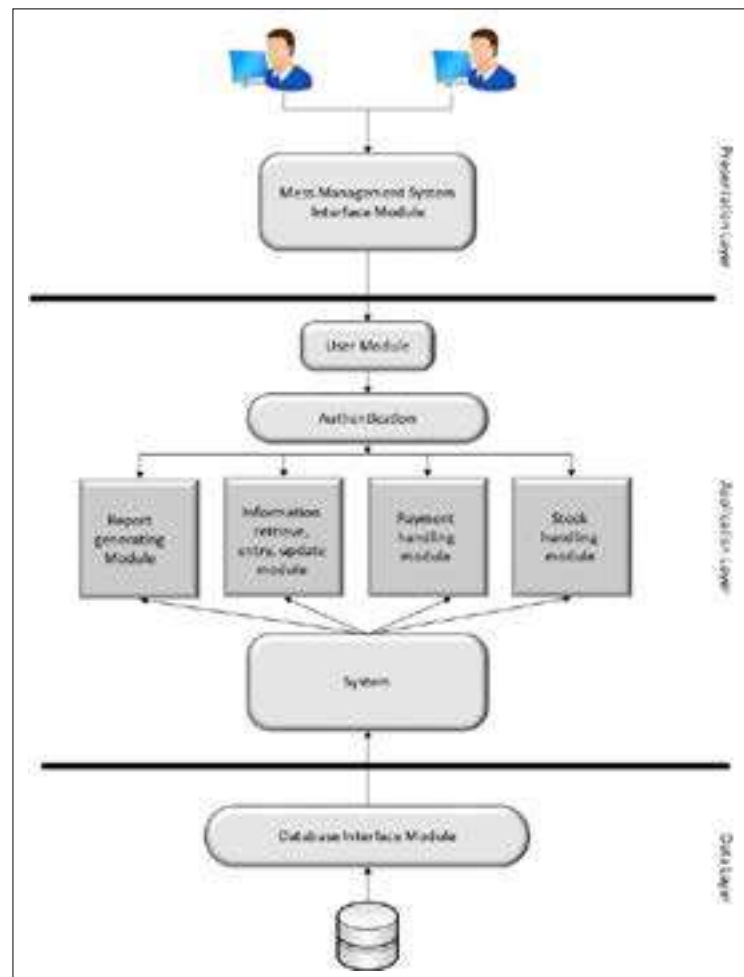 Mess Management System
Interface Module
Presentation Layer
User Module
Authentication
Report
generating
Module
Information
retrieve,
entry, update
module
Payment
handling
module
Stock
handling
module
Application Layer
System
Database Interface Module
Data Layer